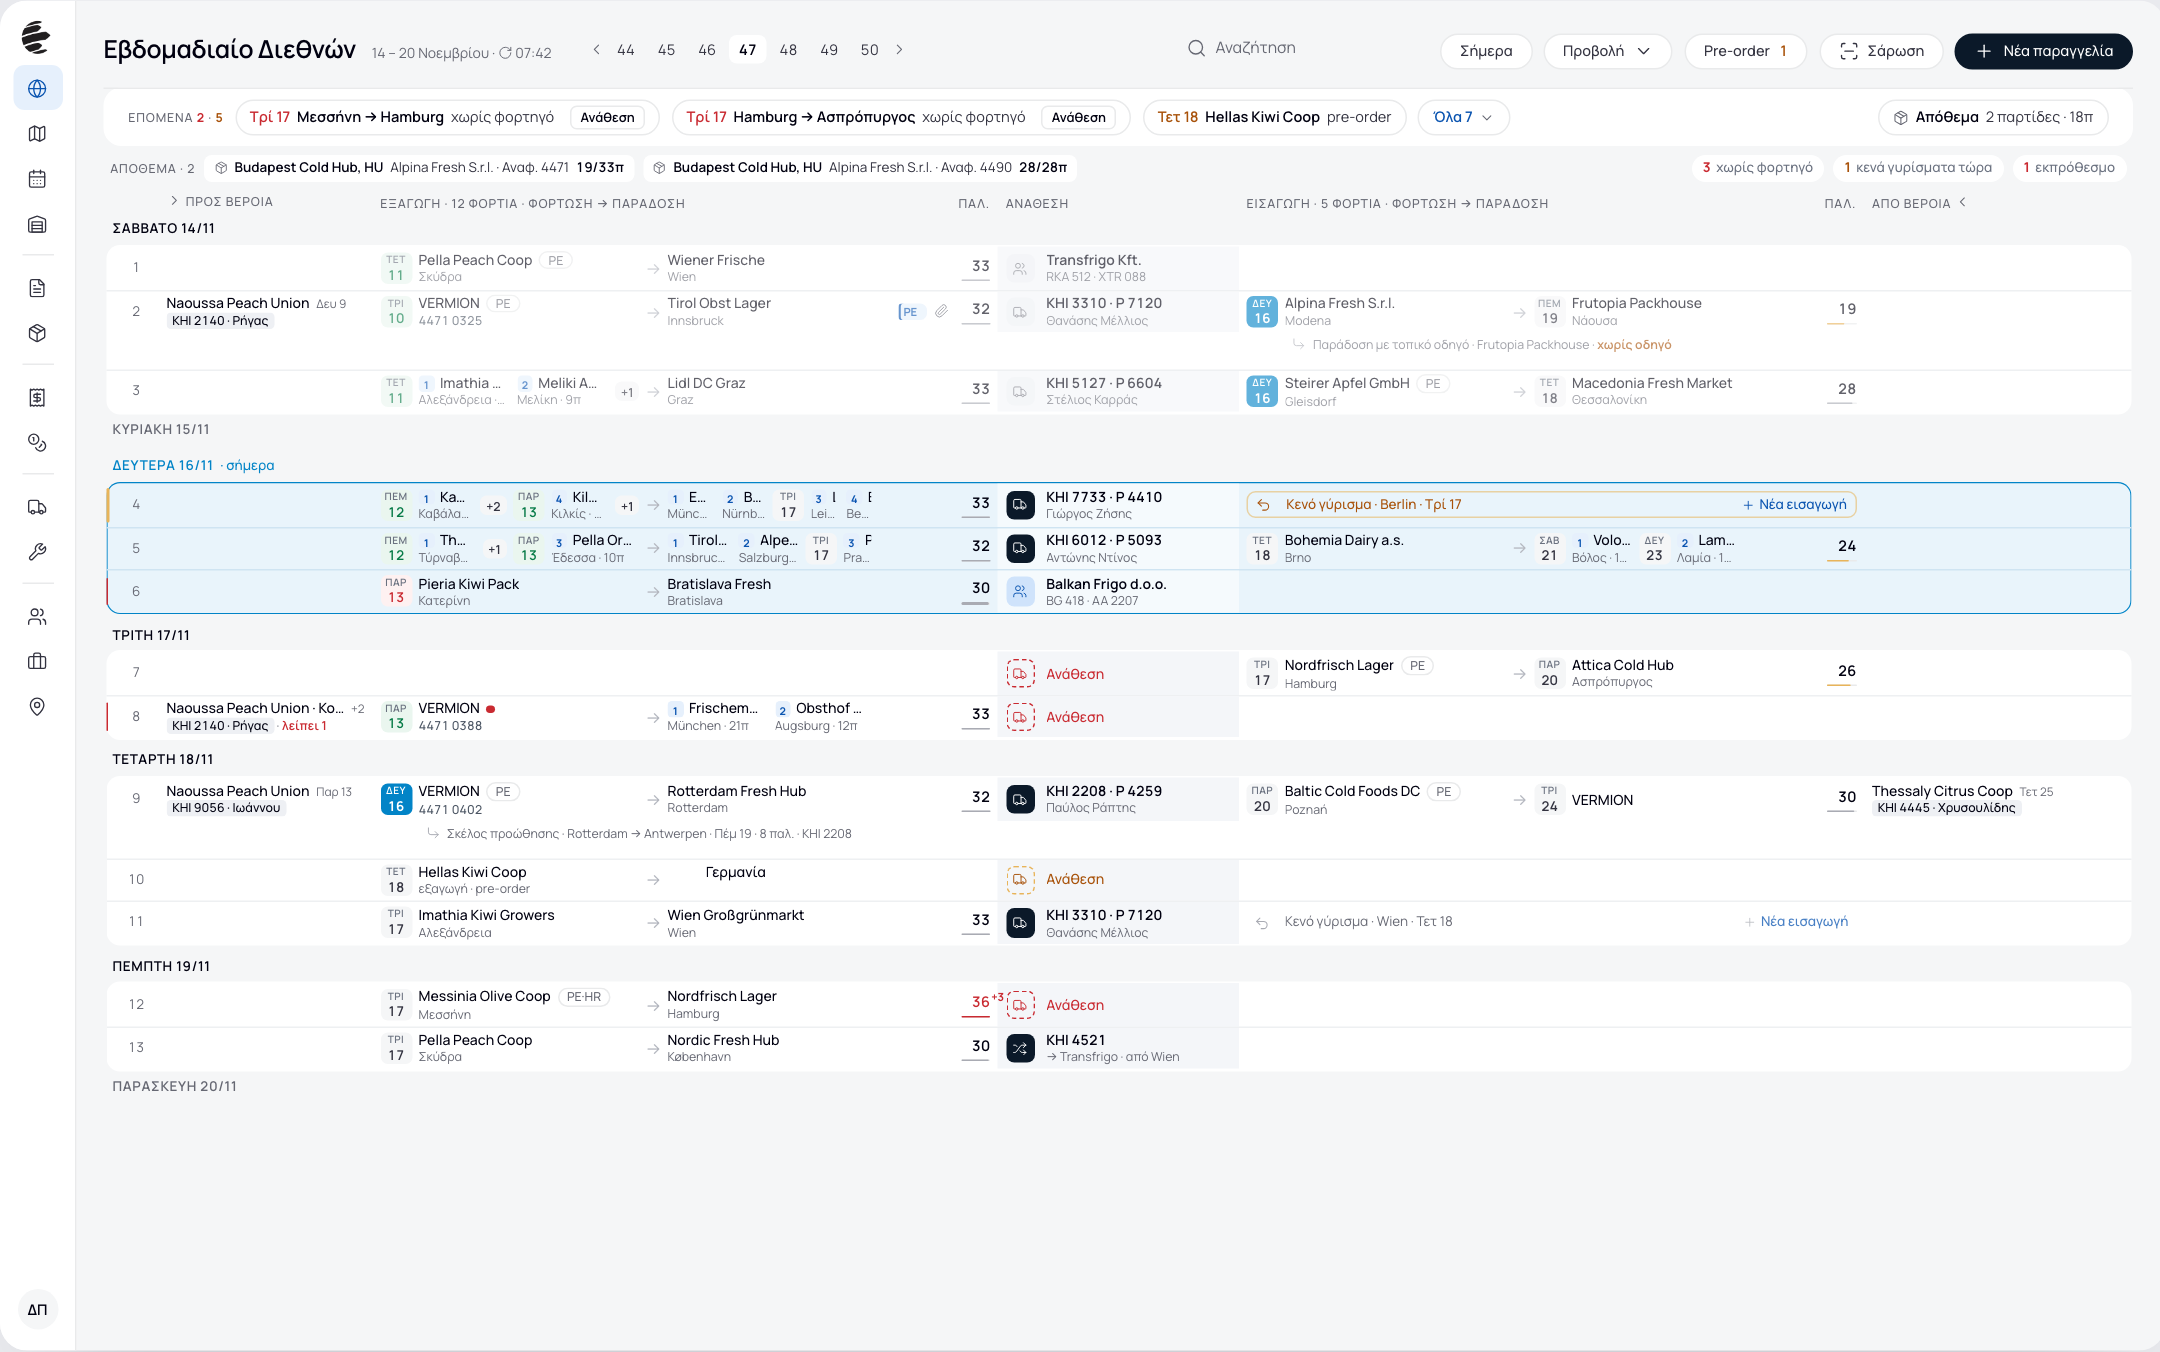 Εβδομαδιαίο Διεθνών 14 – 20 Νοεμβρίου · 07:42 44 45 46 47 48 49 50 Αναζήτηση Σήμερα Προβολή Pre-order 1 Σάρωση Νέα παραγγελία
ΕΠΟΜΕΝΑ 2 · 5 Τρί 17 Μεσσήνη → Hamburg χωρίς φορτηγό Ανάθεση Τρί 17 Hamburg → Ασπρόπυργος χωρίς φορτηγό Ανάθεση Τετ 18 Hellas Kiwi Coop pre-order Όλα 7 Απόθεμα 2 παρτίδες · 18π
ΑΠΟΘΕΜΑ · 2 Budapest Cold Hub, HU Alpina Fresh S.r.l. · Αναφ. 4471 19/33π Budapest Cold Hub, HU Alpina Fresh S.r.l. · Αναφ. 4490 28/28π 3 χωρίς φορτηγό 1 κενά γυρίσματα τώρα 1 εκπρόθεσμο
ΠΡΟΣ ΒΕΡΟΙΑ ΕΞΑΓΩΓΗ · 12 ΦΟΡΤΙΑ · ΦΟΡΤΩΣΗ → ΠΑΡΑΔΟΣΗ ΠΑΛ. ΑΝΑΘΕΣΗ ΕΙΣΑΓΩΓΗ · 5 ΦΟΡΤΙΑ · ΦΟΡΤΩΣΗ → ΠΑΡΑΔΟΣΗ ΠΑΛ. ΑΠΟ ΒΕΡΟΙΑ
ΣΑΒΒΑΤΟ 14/11
1 ΤΕΤ 11 Pella Peach Coop PE → Wiener Frische 33 Transfrigo Kft.
Σκύδρα Wien RKA 512 · XTR 088
2 Naoussa Peach Union Δευ 9 ΤΡΙ 10 VERMION PE → Tirol Obst Lager PE 32 ΚΗΙ 3310 · Ρ 7120 ΔΕΥ 16 Alpina Fresh S.r.l. → ΠΕΜ 19 Frutopia Packhouse 19
ΚΗΙ 2140 · Ρήγας 4471 0325 Innsbruck Θανάσης Μέλλιος Modena Νάουσα
Παράδοση με τοπικό οδηγό · Frutopia Packhouse · χωρίς οδηγό
3 ΤΕΤ 11 1 Imathia ... 2 Meliki A... +1 → Lidl DC Graz 33 ΚΗΙ 5127 · Ρ 6604 ΔΕΥ 16 Steirer Apfel GmbH PE → ΤΕΤ 18 Macedonia Fresh Market 28
Αλεξάνδρεια ·... Μελίκη · 9π Graz Στέλιος Καρράς Gleisdorf Θεσσαλονίκη
ΚΥΡΙΑΚΗ 15/11
ΔΕΥΤΕΡΑ 16/11 · σήμερα
4 ΠΕΜ 12 1 Ka... +2 ΠΑΡ 13 4 Kil... +1 → 1 E... 2 B... ΤΡΙ 17 3 4 33 ΚΗΙ 7733 · Ρ 4410 Κενό γύρισμα · Berlin · Τρί 17 + Νέα εισαγωγή
Καβάλα... Κιλκίς · ... Münc... Nürnb... Lei... Be... Γιώργος Ζήσης
5 ΠΕΜ 12 1 Th... +1 ΠΑΡ 13 3 Pella Or... → 1 Tirol... 2 Alpe... ΤΡΙ 17 3 32 ΚΗΙ 6012 · Ρ 5093 ΤΕΤ 18 Bohemia Dairy a.s. → ΣΑΒ 21 1 Volo... ΔΕΥ 23 2 Lam... 24
Τύρναβ... Έδεσσα · 10π Innsbruc... Salzburg... Pra... Αντώνης Ντίνος Brno Βόλος · 1... Λαμία · 1...
6 ΠΑΡ 13 Pieria Kiwi Pack → Bratislava Fresh 30 Balkan Frigo d.o.o.
Κατερίνη Bratislava BG 418 · AA 2207
ΤΡΙΤΗ 17/11
7 Ανάθεση ΤΡΙ 17 Nordfrisch Lager PE → ΠΑΡ 20 Attica Cold Hub 26
Hamburg Ασπρόπυργος
8 Naoussa Peach Union · Ko... +2 ΠΑΡ 13 VERMION → 1 Frischem... 2 Obsthof ... 33 Ανάθεση
ΚΗΙ 2140 · Ρήγας · λείπει 1 4471 0388 München · 21π Augsburg · 12π
ΤΕΤΑΡΤΗ 18/11
9 Naoussa Peach Union Παρ 13 ΔΕΥ 16 VERMION PE → Rotterdam Fresh Hub 32 ΚΗΙ 2208 · Ρ 4259 ΠΑΡ 20 Baltic Cold Foods DC PE → ΤΡΙ 24 VERMION 30 Thessaly Citrus Coop Τετ 25
ΚΗΙ 9056 · Ιωάννου 4471 0402 Rotterdam Παύλος Ράπτης Poznań ΚΗΙ 4445 · Χρυσουλίδης
Σκέλος προώθησης · Rotterdam → Antwerpen · Πέμ 19 · 8 παλ. · ΚΗΙ 2208
10 ΤΕΤ 18 Hellas Kiwi Coop → Γερμανία Ανάθεση
εξαγωγή · pre-order
11 ΤΡΙ 17 Imathia Kiwi Growers → Wien Großgrünmarkt 33 ΚΗΙ 3310 · Ρ 7120 Κενό γύρισμα · Wien · Τετ 18 + Νέα εισαγωγή
Αλεξάνδρεια Wien Θανάσης Μέλλιος
ΠΕΜΠΤΗ 19/11
12 ΤΡΙ 17 Messinia Olive Coop PE·HR → Nordfrisch Lager 36 +3 Ανάθεση
Μεσσήνη Hamburg
13 ΤΡΙ 17 Pella Peach Coop → Nordic Fresh Hub 30 ΚΗΙ 4521
Σκύδρα København → Transfrigo · από Wien
ΠΑΡΑΣΚΕΥΗ 20/11
ΔΠ